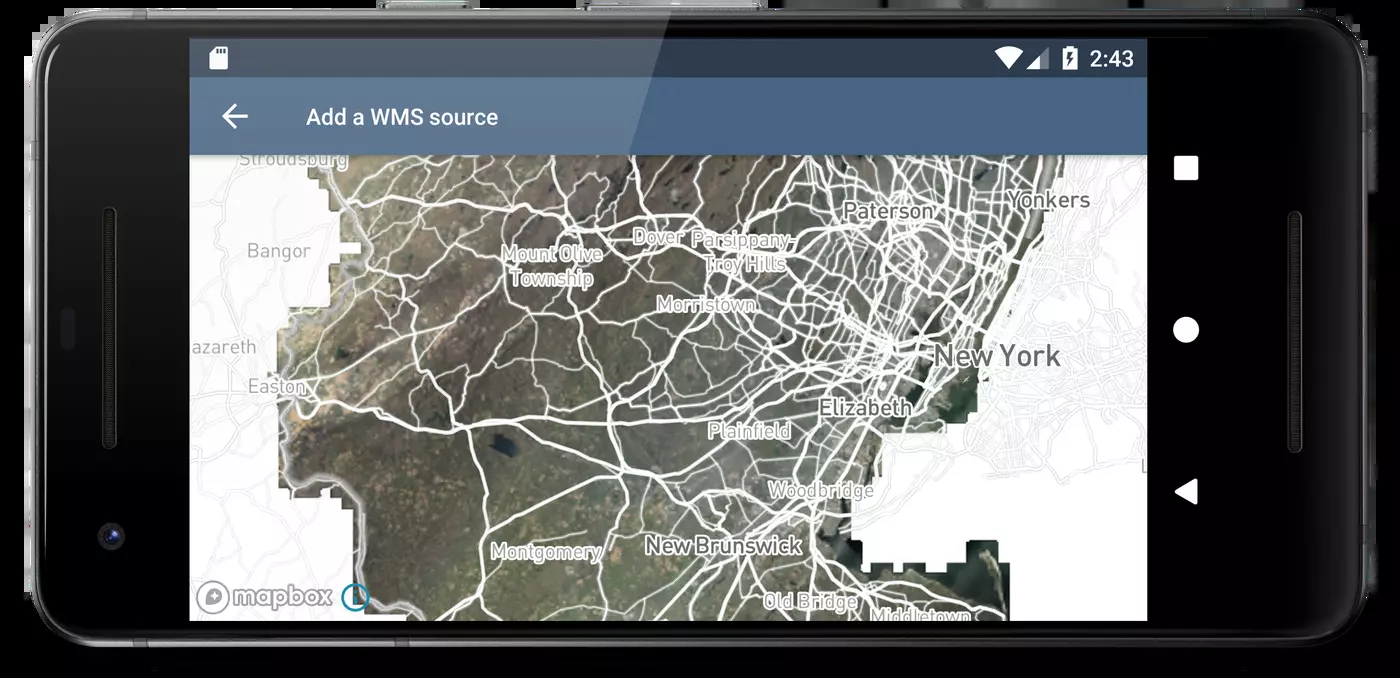 2:43
Add a WMS source
Stroudsburg
Yonkers
Paterson
Dover
Parsippany-
Troy Hills
Bangor
Mount Olive
Township
Morristown
azareth
New York
Easton
Elizabeth
Plainfield
Woodbridge
New Brunswick
Montgomery
mapbox
Old Bridge
Middletown